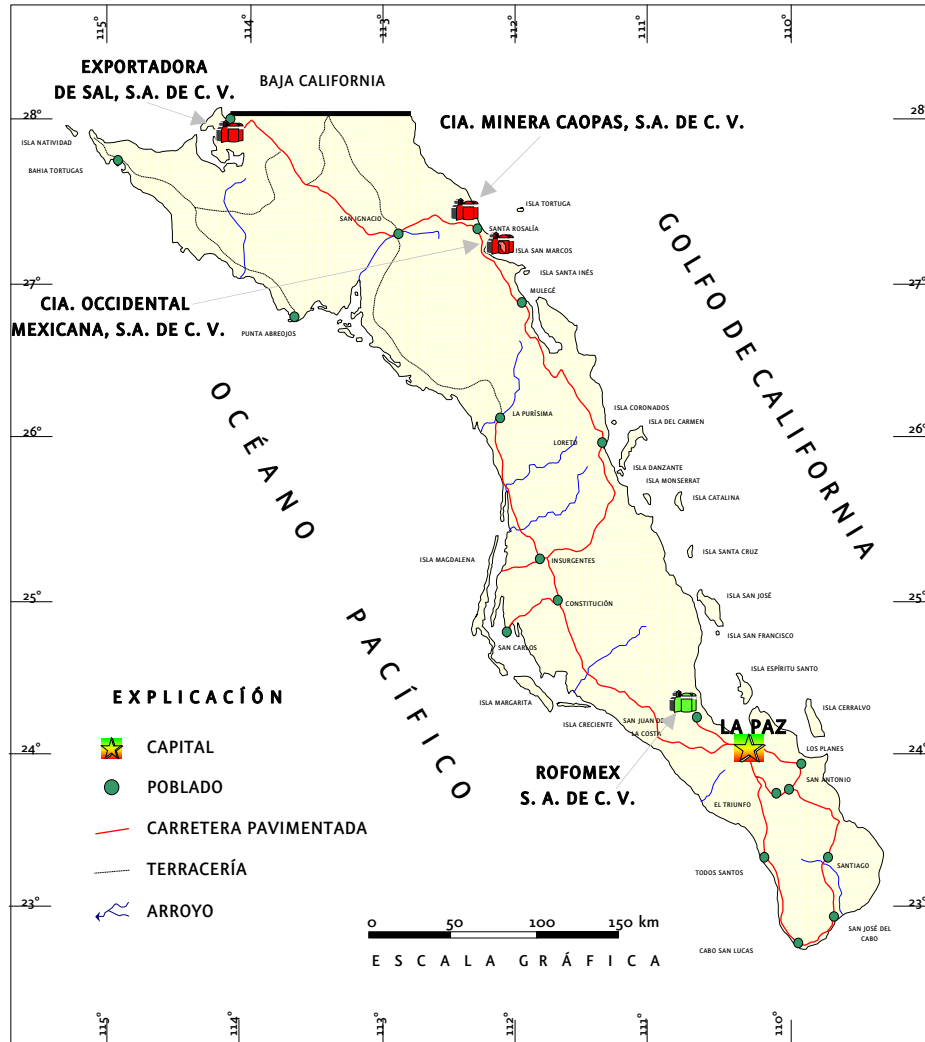 115°
114°
113°
112°
111°
110°
EXPORTADORA
DE SAL, S.A. DE C. V.
BAJA CALIFORNIA
CIA. MINERA CAOPAS, S.A. DE C. V.
28°
28°
ISLA NATIVIDAD
BAHIA TORTUGAS
ISLA TORTUGA
SAN IGNACIO
SANTA ROSALÍA
ISLA SAN MARCOS
ISLA SANTA INÉS
GOLFO DE CALIFORNIA
27°
27°
MULEGÉ
CIA. OCCIDENTAL
MEXICANA, S.A. DE C. V.
PUNTA ABREOJOS
OCÉANO PACÍFICO
LA PURÍSIMA
ISLA CORONADOS
ISLA DEL CARMEN
26°
26°
LORETO
ISLA DANZANTE
ISLA MONSERRAT
ISLA CATALINA
ISLA SANTA CRUZ
ISLA MAGDALENA
INSURGENTES
25°
25°
CONSTITUCIÓN
ISLA SAN JOSÉ
ISLA SAN FRANCISCO
SAN CARLOS
ISLA ESPÍRITU SANTO
ISLA MARGARITA
ISLA CERRALVO
ISLA CRECIENTE
SAN JUAN DE
LA COSTA
LA PAZ
24°
24°
LOS PLANES
ROFOMEX
S. A. DE C. V.
SAN ANTONIO
EL TRIUNFO
TODOS SANTOS
SANTIAGO
23°
23°
SAN JOSÉ DEL
CABO
CABO SAN LUCAS
EXPLICACÍÓN
CAPITAL
POBLADO
CARRETERA PAVIMENTADA
TERRACERÍA
ARROYO
0 50 100 150 km
ESCALA GRÁFICA
115°
114°
113°
112°
111°
110°